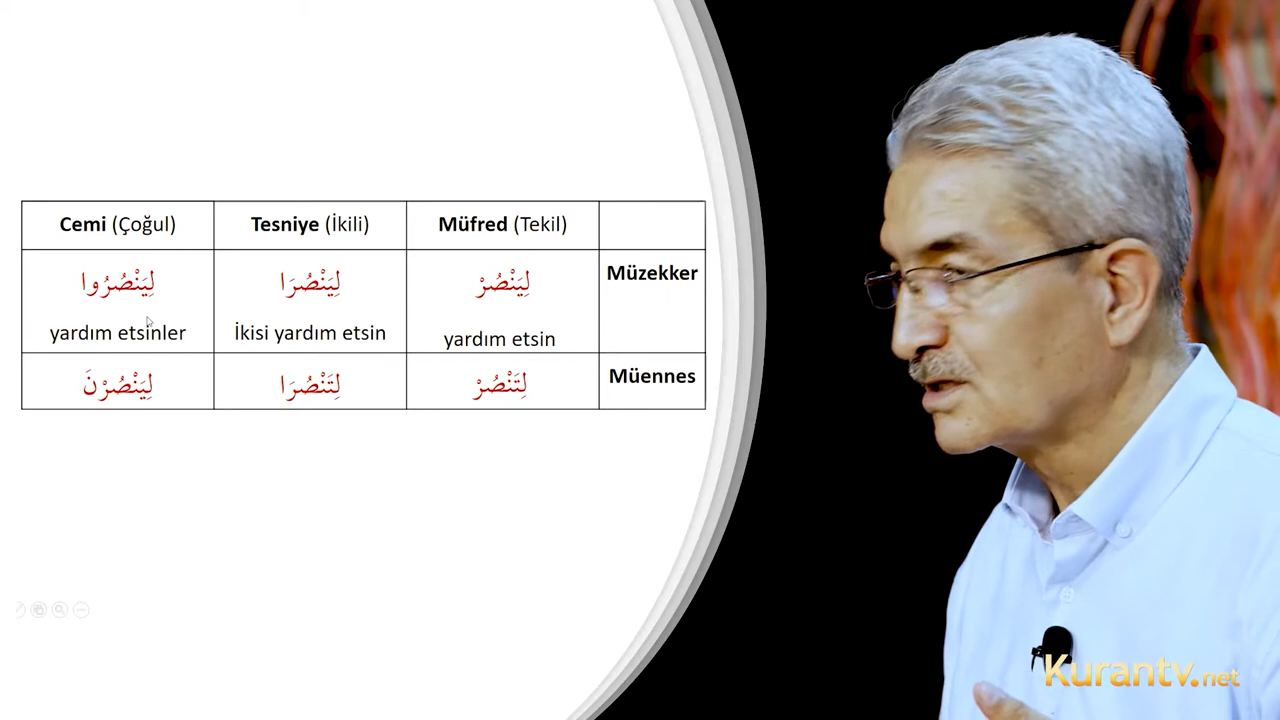 Cemi (Çoğul) Tesniye (İkili) Müfred (Tekil)
لِيَنْصُرُوا لِيَنْصُرَا لِيَنْصُرْ Müzekker
yardım etsinler İkisi yardım etsin yardım etsin
لِيَنْصُرْنَ لِتَنْصُرَا لِتَنْصُرْ Müennes
Kurantv.net